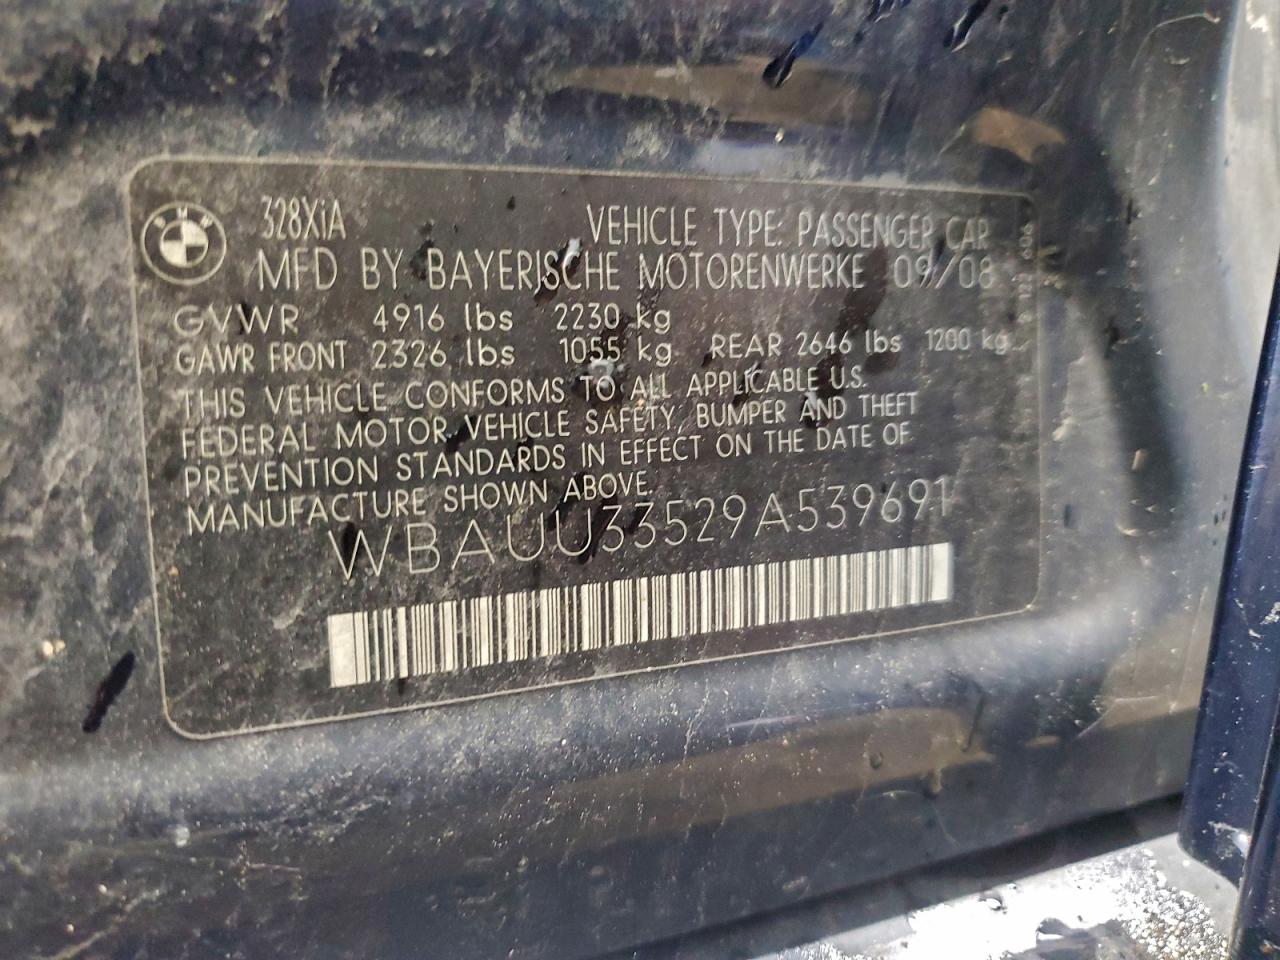 BMW
328XiA VEHICLE TYPE: PASSENGER CAR
MFD BY BAYERISCHE MOTORENWERKE 09/08
GVWR 4916 lbs 2230 kg
GAWR FRONT 2326 lbs 1055 kg REAR 2646 lbs 1200 kg
THIS VEHICLE CONFORMS TO ALL APPLICABLE U.S.
FEDERAL MOTOR VEHICLE SAFETY, BUMPER AND THEFT
PREVENTION STANDARDS IN EFFECT ON THE DATE OF
MANUFACTURE SHOWN ABOVE.
WBAUU33529A539691